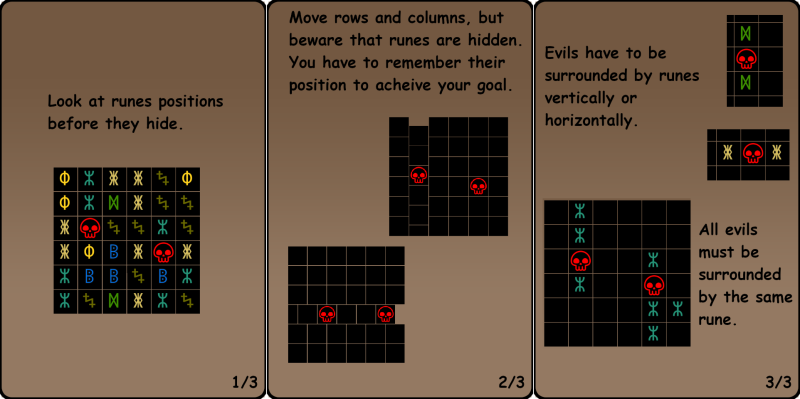 Look at runes positions
before they hide.
1/3
Move rows and columns, but
beware that runes are hidden.
You have to remember their
position to acheive your goal.
2/3
Evils have to be
surrounded by runes
vertically or
horizontally.
All evils
must be
surrounded
by the same
rune.
3/3